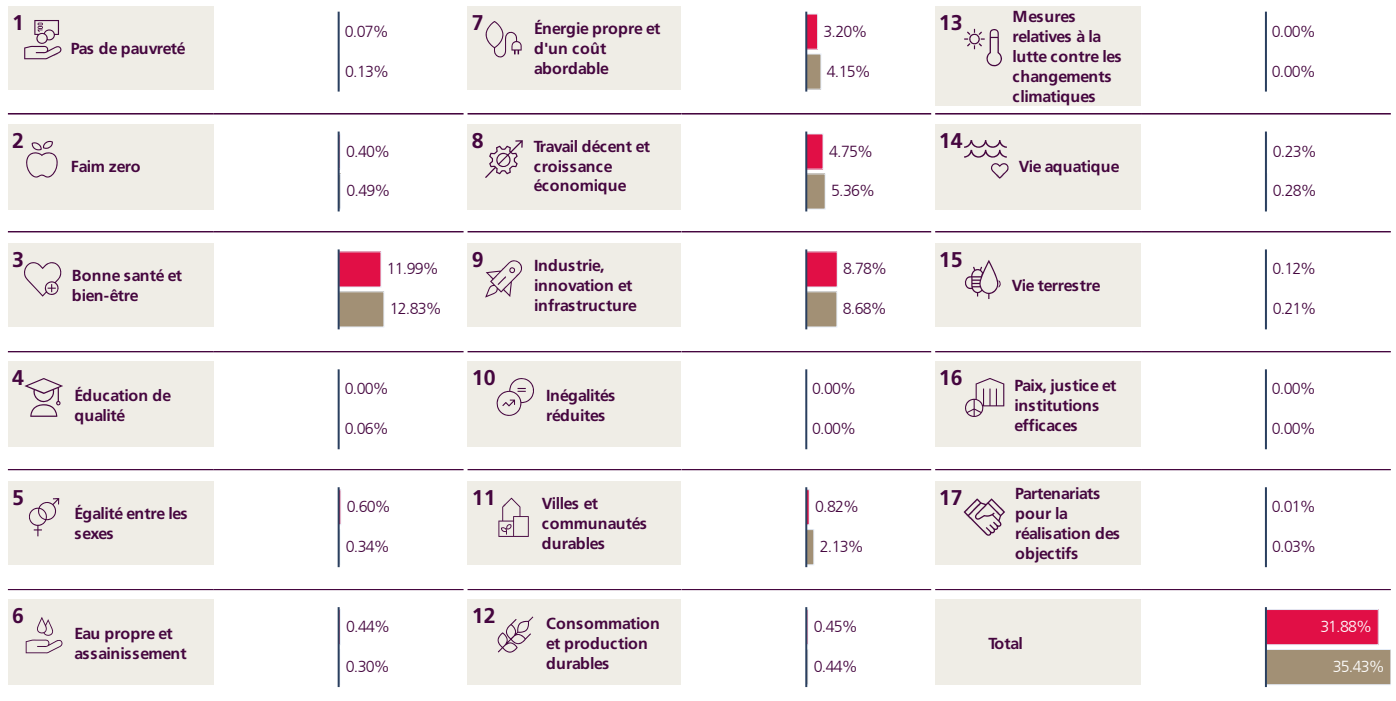 1
Pas de pauvreté
0.07%
0.13%
2
Faim zero
0.40%
0.49%
3
Bonne santé et
bien-être
11.99%
12.83%
4
Éducation de
qualité
0.00%
0.06%
5
Égalité entre les
sexes
0.60%
0.34%
6
Eau propre et
assainissement
0.44%
0.30%
7
Énergie propre et
d'un coût
abordable
3.20%
4.15%
8
Travail décent et
croissance
économique
4.75%
5.36%
9
Industrie,
innovation et
infrastructure
8.78%
8.68%
10
Inégalités
réduites
0.00%
0.00%
11
Villes et
communautés
durables
0.82%
2.13%
12
Consommation
et production
durables
0.45%
0.44%
13
Mesures
relatives à la
lutte contre les
changements
climatiques
0.00%
0.00%
14
Vie aquatique
0.23%
0.28%
15
Vie terrestre
0.12%
0.21%
16
Paix, justice et
institutions
efficaces
0.00%
0.00%
17
Partenariats
pour la
réalisation des
objectifs
0.01%
0.03%
Total
31.88%
35.43%